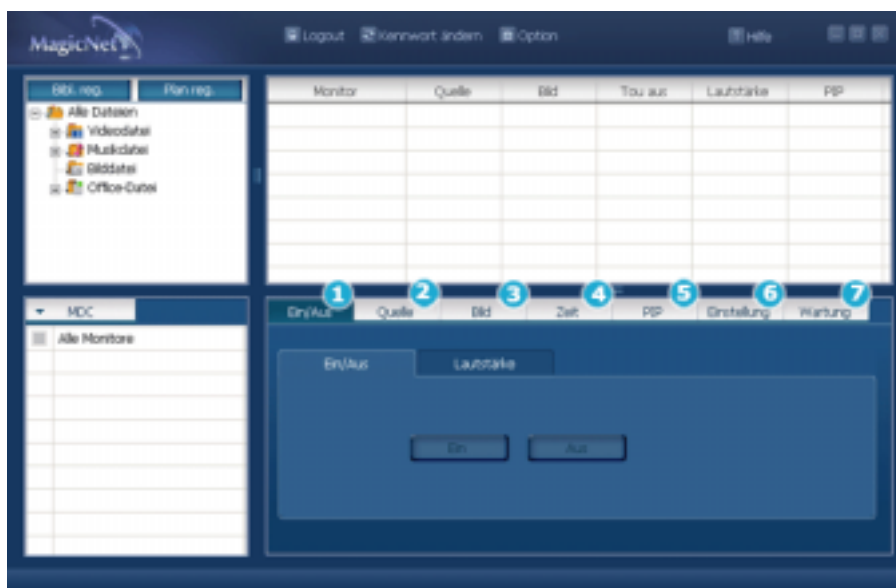 MagicNet
Logout Kennwort ändern Option Hilfe
Bibl. reg. Plan reg.
Alle Dateien
Videodatei
Musikdatei
Bilddatei
Office-Datei
Monitor Quelle Bild Tou aus Lautstärke PIP
1 2 3 4 5 6 7
MDC
Ein/Aus Quelle Bild Zeit PIP Einstellung Wartung
Alle Monitore
Ein/Aus Lautstärke
Ein Aus